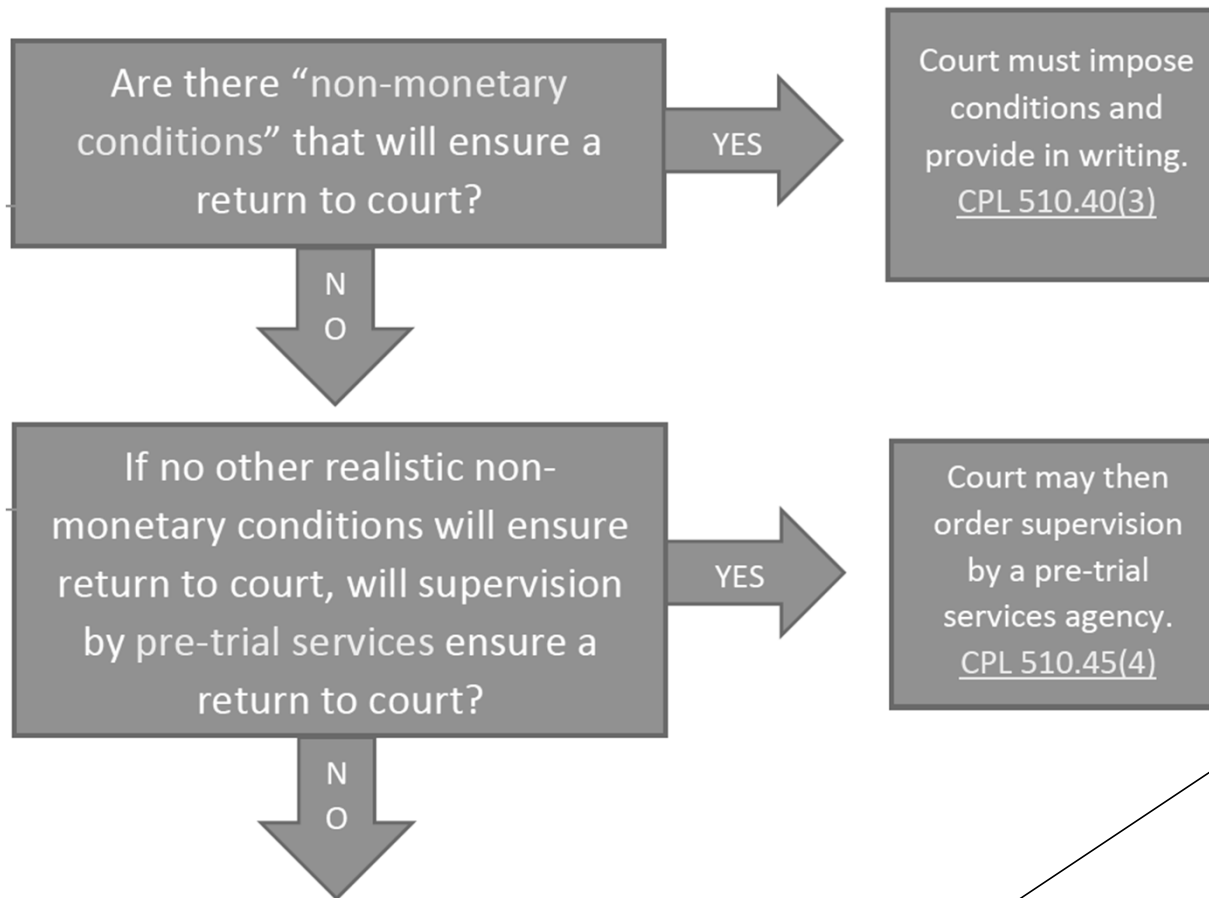 Are there “non-monetary
conditions” that will ensure a
return to court?
YES
Court must impose
conditions and
provide in writing.
CPL 510.40(3)
N
O
If no other realistic non-
monetary conditions will ensure
return to court, will supervision
by pre-trial services ensure a
return to court?
YES
Court may then
order supervision
by a pre-trial
services agency.
CPL 510.45(4)
N
O